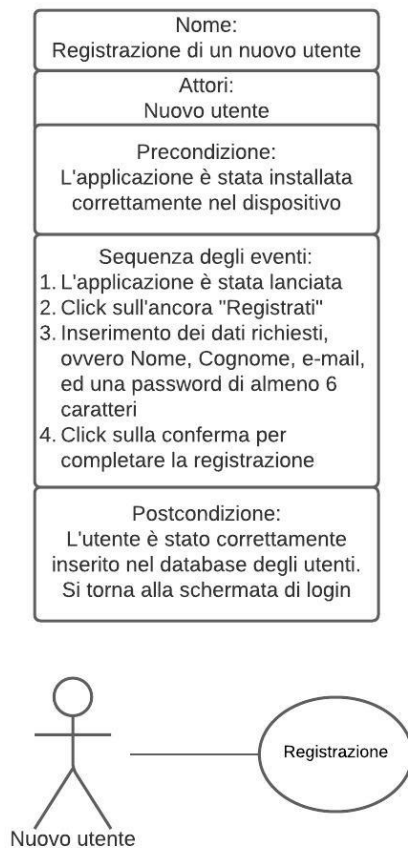 Nome:
Registrazione di un nuovo utente
Attori:
Nuovo utente
Precondizione:
L'applicazione è stata installata
correttamente nel dispositivo
Sequenza degli eventi:
1. L'applicazione è stata lanciata
2. Click sull'ancora "Registrati"
3. Inserimento dei dati richiesti,
ovvero Nome, Cognome, e-mail,
ed una password di almeno 6
caratteri
4. Click sulla conferma per
completare la registrazione
Postcondizione:
L'utente è stato correttamente
inserito nel database degli utenti.
Si torna alla schermata di login
Registrazione
Nuovo utente